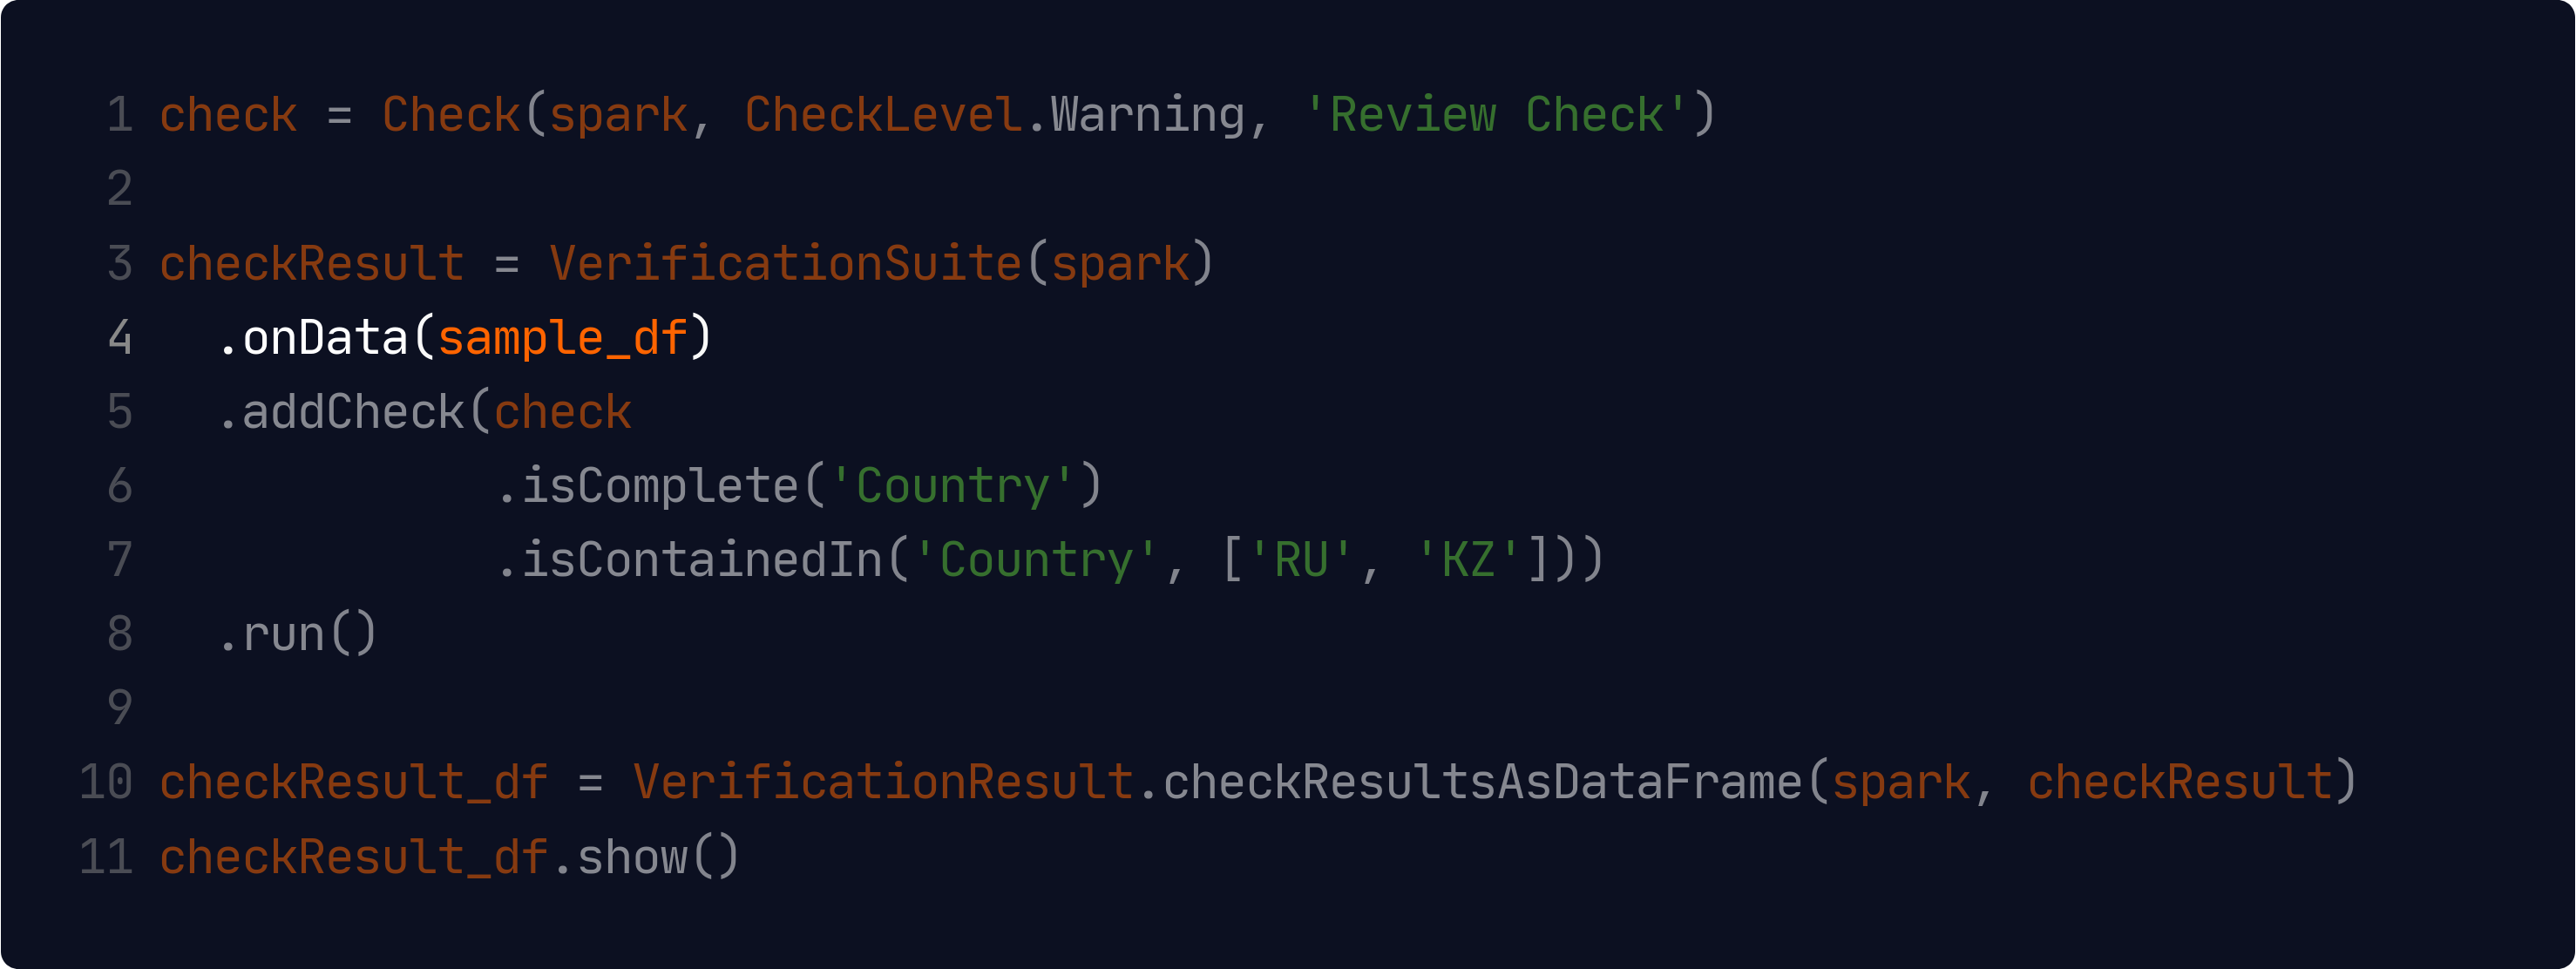 1 check = Check(spark, CheckLevel.Warning, 'Review Check')
2
3 checkResult = VerificationSuite(spark)
4   .onData(sample_df)
5   .addCheck(check
6             .isComplete('Country')
7             .isContainedIn('Country', ['RU', 'KZ']))
8   .run()
9
10 checkResult_df = VerificationResult.checkResultsAsDataFrame(spark, checkResult)
11 checkResult_df.show()